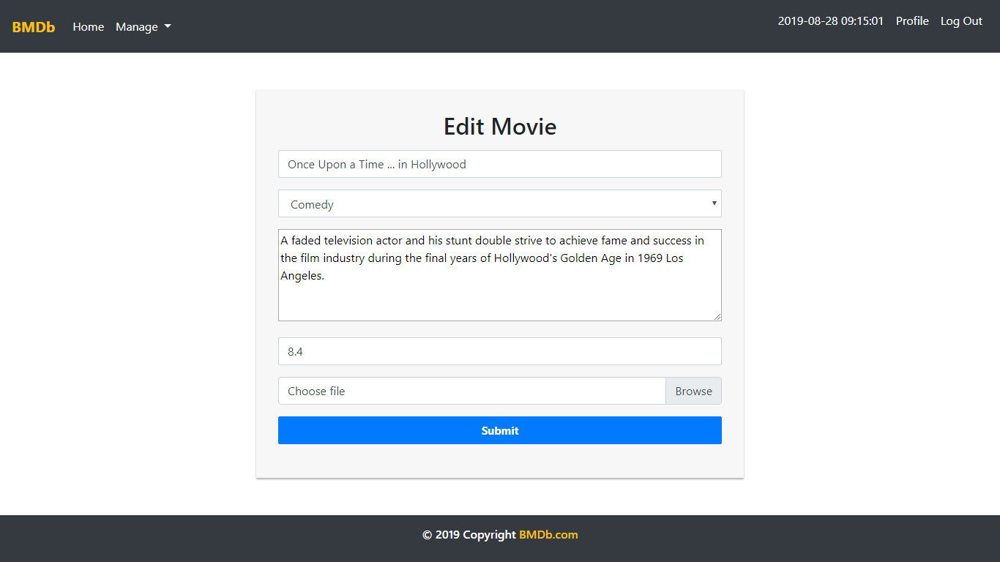 BMDb Home Manage 2019-08-28 09:15:01 Profile Log Out
Edit Movie
Once Upon a Time ... in Hollywood
Comedy
A faded television actor and his stunt double strive to achieve fame and success in
the film industry during the final years of Hollywood's Golden Age in 1969 Los
Angeles.
8.4
Choose file Browse
Submit
© 2019 Copyright BMDb.com